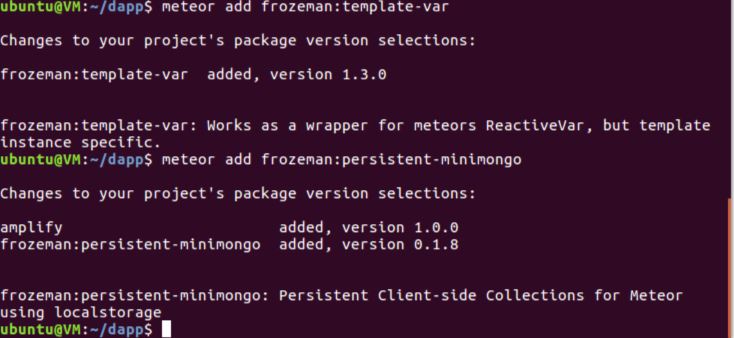 ubuntu@VM:~/dapp$ meteor add frozeman:template-var
Changes to your project's package version selections:
frozeman:template-var  added, version 1.3.0
frozeman:template-var: Works as a wrapper for meteors ReactiveVar, but template
instance specific.
ubuntu@VM:~/dapp$ meteor add frozeman:persistent-minimongo
Changes to your project's package version selections:
amplify                        added, version 1.0.0
frozeman:persistent-minimongo  added, version 0.1.8
frozeman:persistent-minimongo: Persistent Client-side Collections for Meteor
using localstorage
ubuntu@VM:~/dapp$